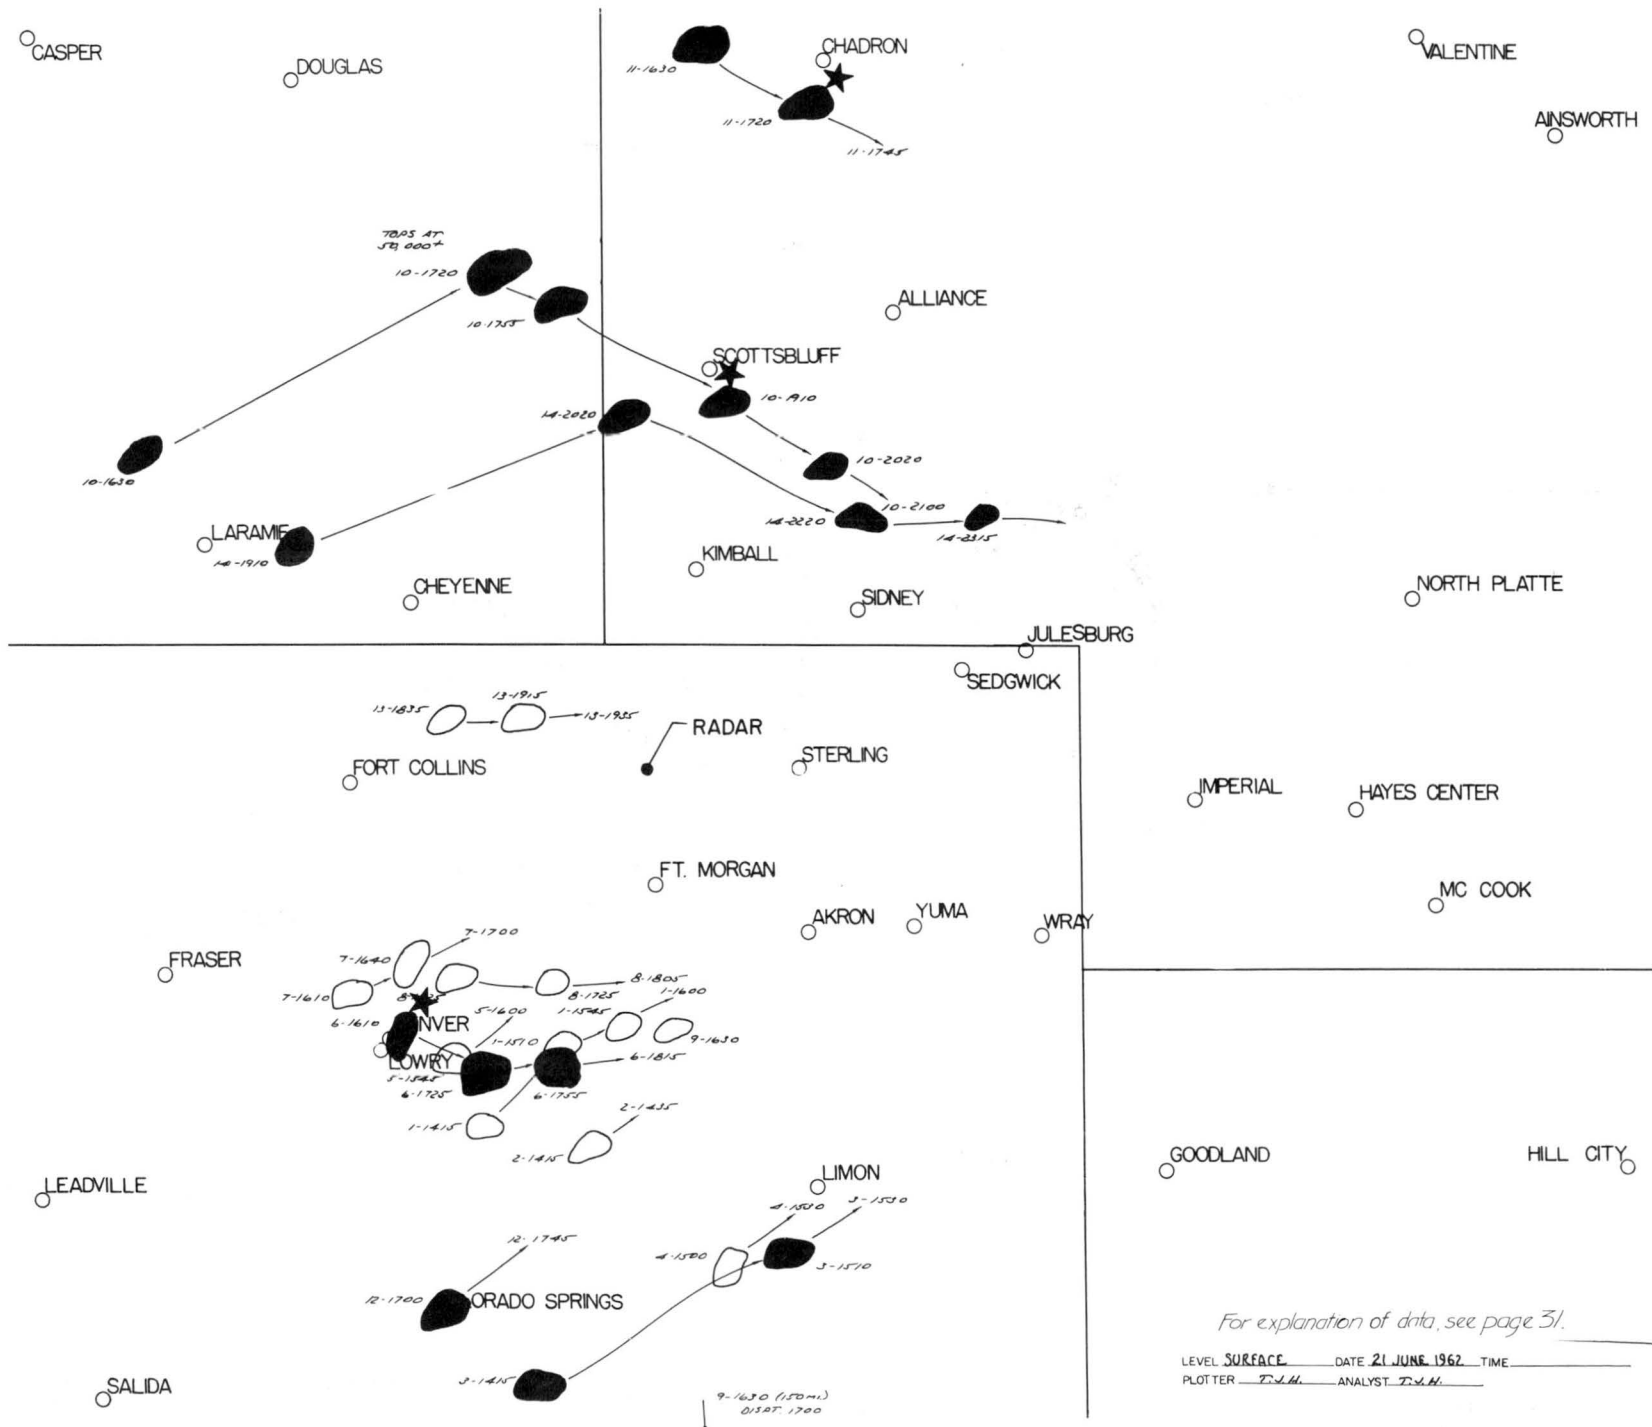 CASPER
DOUGLAS
11-1630
CHADRON
11-1720
11-1745
VALENTINE
AINSWORTH
TOPS AT
50,000+
10-1720
10-1755
ALLIANCE
SCOTTSBLUFF
10-1910
14-2020
10-1630
10-2020
10-2100
14-2220
14-2315
LARAMIE
14-1910
CHEYENNE
KIMBALL
SIDNEY
NORTH PLATTE
JULESBURG
SEDGWICK
13-1835
13-1915
13-1935
RADAR
FORT COLLINS
STERLING
IMPERIAL
HAYES CENTER
FT. MORGAN
MC COOK
AKRON
YUMA
WRAY
FRASER
7-1700
7-1640
7-1610
8-1805
8-1725
1-1600
5-1600
1-1545
6-1610
NVER
1-1510
9-1630
LOWRY
6-1815
5-1545
6-1725
6-1755
1-1415
2-1435
2-1415
GOODLAND
HILL CITY
LEADVILLE
LIMON
4-1530
3-1530
12-1745
4-1500
3-1510
12-1700
ORADO SPRINGS
3-1415
SALIDA
9-1630 (150 MI.)
DISAT. 1700
For explanation of data, see page 31.
LEVEL SURFACE DATE 21 JUNE 1962 TIME
PLOTTER T.J.H. ANALYST T.J.H.